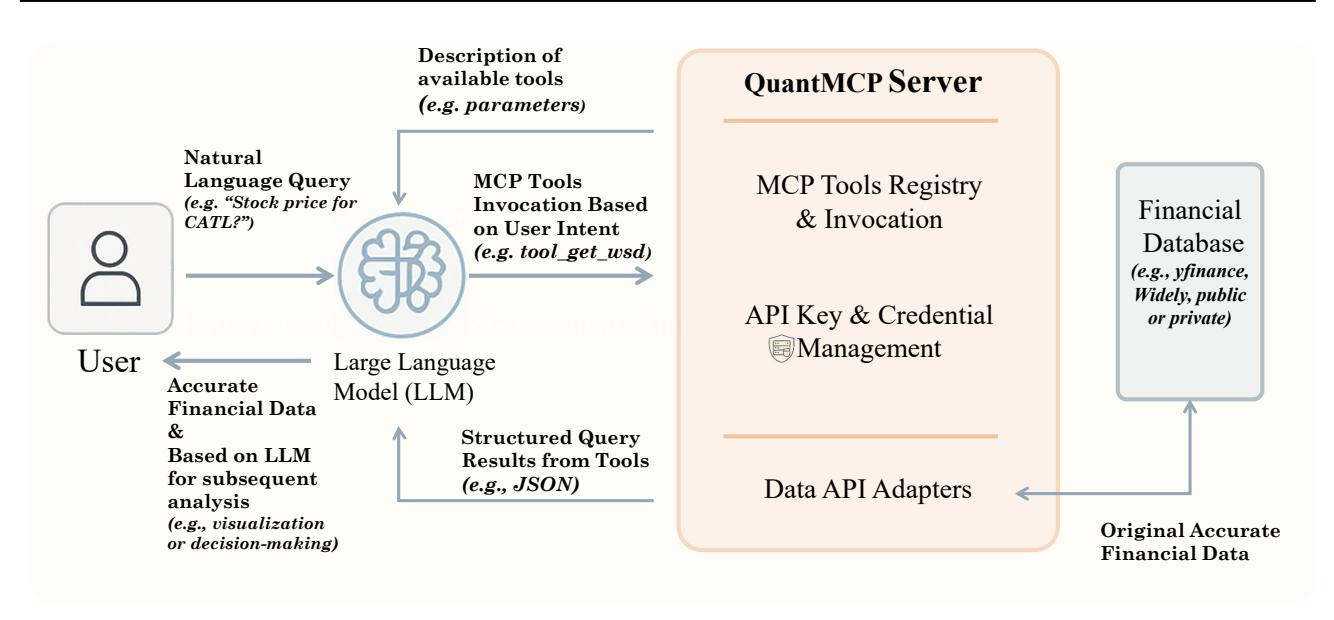 Description of
available tools
(e.g. parameters)
QuantMCP Server
Natural
Language Query
(e.g. “Stock price for
CATL?”)
MCP Tools
Invocation Based
on User Intent
(e.g. tool_get_wsd)
MCP Tools Registry
& Invocation
Financial
Database
(e.g., yfinance,
Widely, public
or private)
API Key & Credential
Management
User
Large Language
Model (LLM)
Accurate
Financial Data
&
Based on LLM
for subsequent
analysis
(e.g., visualization
or decision-making)
Structured Query
Results from Tools
(e.g., JSON)
Data API Adapters
Original Accurate
Financial Data